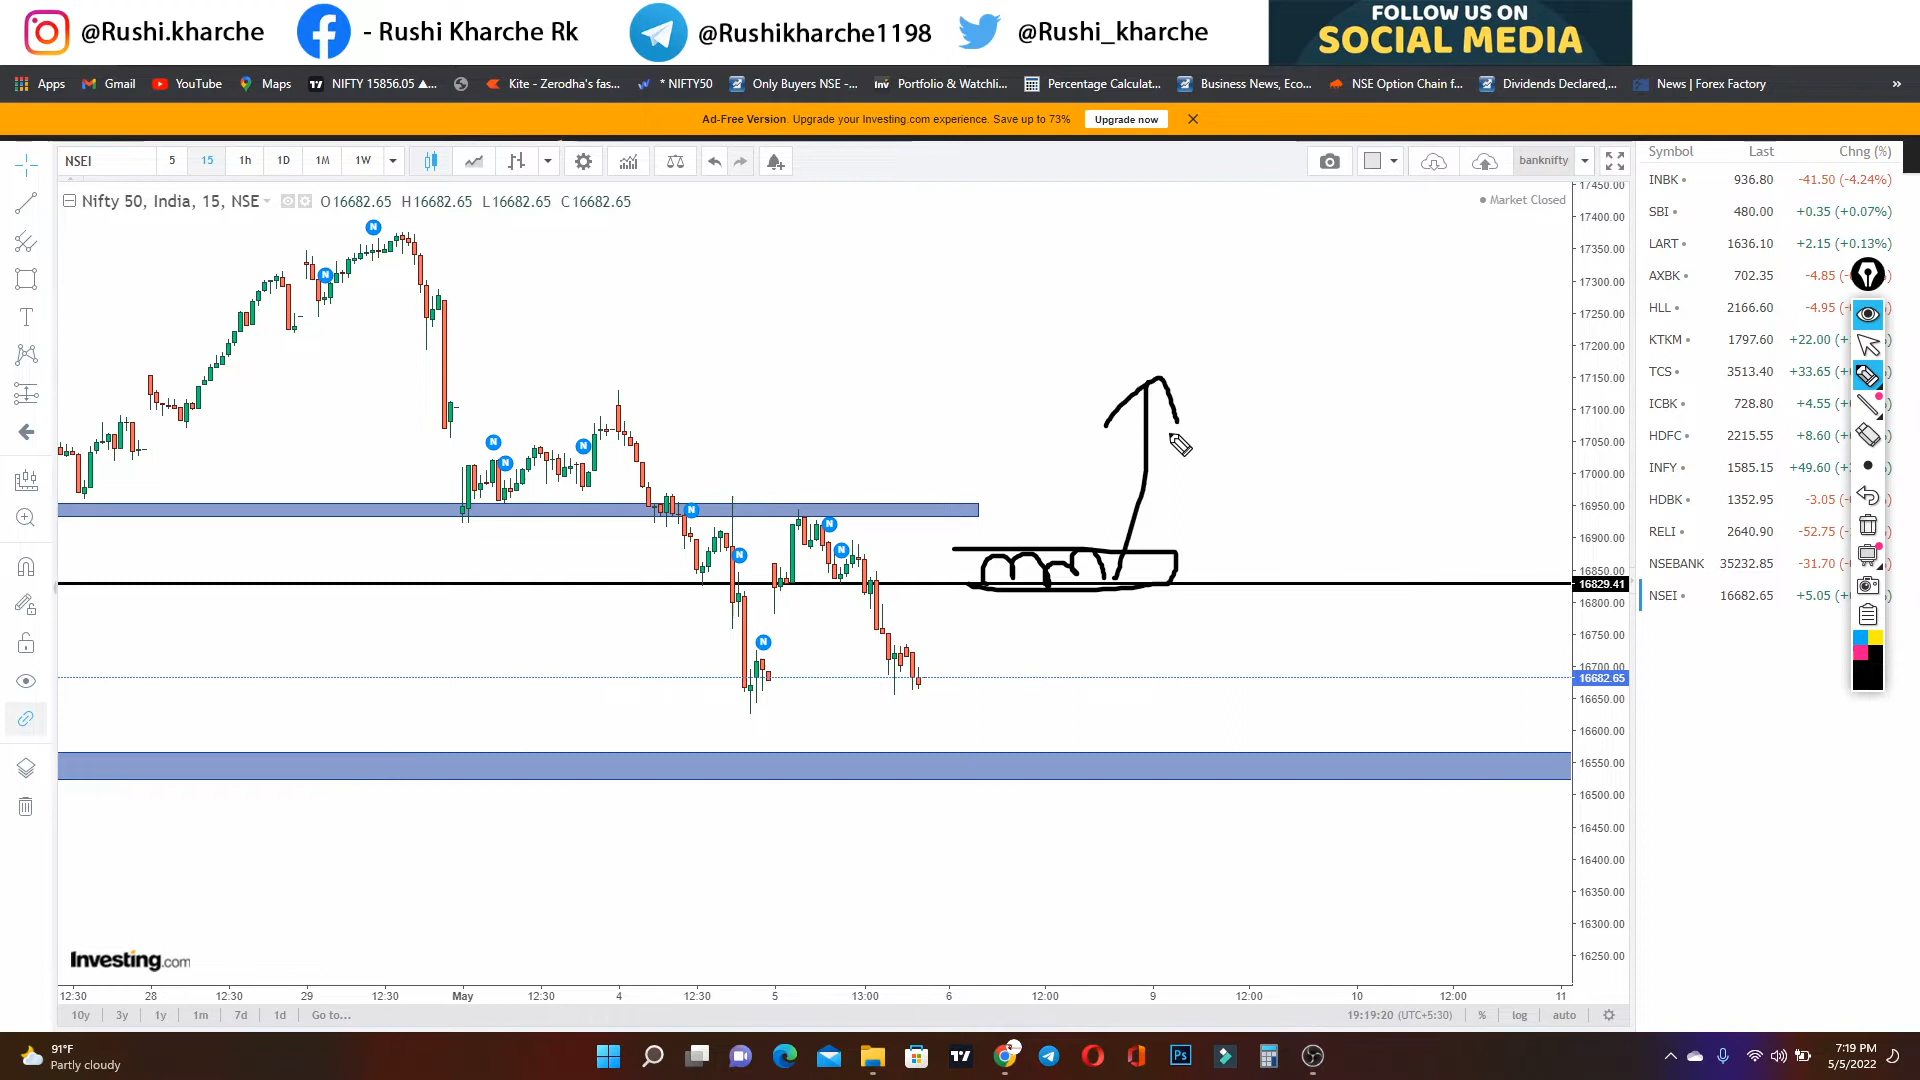 @Rushi.kharche
- Rushi Kharche Rk
@Rushikharche1198
@Rushi_kharche
FOLLOW US ON
SOCIAL MEDIA
Apps Gmail YouTube Maps NIFTY 15856.05 ▲... Kite - Zerodha's fas... * NIFTY50 Only Buyers NSE -... Inv Portfolio & Watchli... Percentage Calculat... Business News, Eco... NSE Option Chain f... Dividends Declared,... News | Forex Factory »
Ad-Free Version. Upgrade your Investing.com experience. Save up to 73% Upgrade now
NSEI 5 15 1h 1D 1M 1W banknifty
Nifty 50, India, 15, NSE O16682.65 H16682.65 L16682.65 C16682.65
Market Closed
17450.00
17400.00
17350.00
17300.00
17250.00
17200.00
17150.00
17100.00
17050.00
17000.00
16950.00
16900.00
16850.00
16829.41
16800.00
16750.00
16700.00
16682.65
16650.00
16600.00
16550.00
16500.00
16450.00
16400.00
16350.00
16300.00
16250.00
N
N
N
N
N
N
N
N
N
N
Investing.com
12:30 28 12:30 29 12:30 May 12:30 4 12:30 5 13:00 6 12:00 9 12:00 10 12:00 11
10y 3y 1y 1m 7d 1d Go to... 19:19:20 (UTC+5:30) % log auto
Symbol Last Chng (%)
INBK 936.80 -41.50 (-4.24%)
SBI 480.00 +0.35 (+0.07%)
LART 1636.10 +2.15 (+0.13%)
AXBK 702.35 -4.85 (-
HLL 2166.60 -4.95 (-
KTKM 1797.60 +22.00 (+
TCS 3513.40 +33.65 (+
ICBK 728.80 +4.55 (+
HDFC 2215.55 +8.60 (+
INFY 1585.15 +49.60 (+
HDBK 1352.95 -3.05 (-
RELI 2640.90 -52.75 (-
NSEBANK 35232.85 -31.70 (-
NSEI 16682.65 +5.05 (+
91°F
Partly cloudy
7:19 PM
5/5/2022